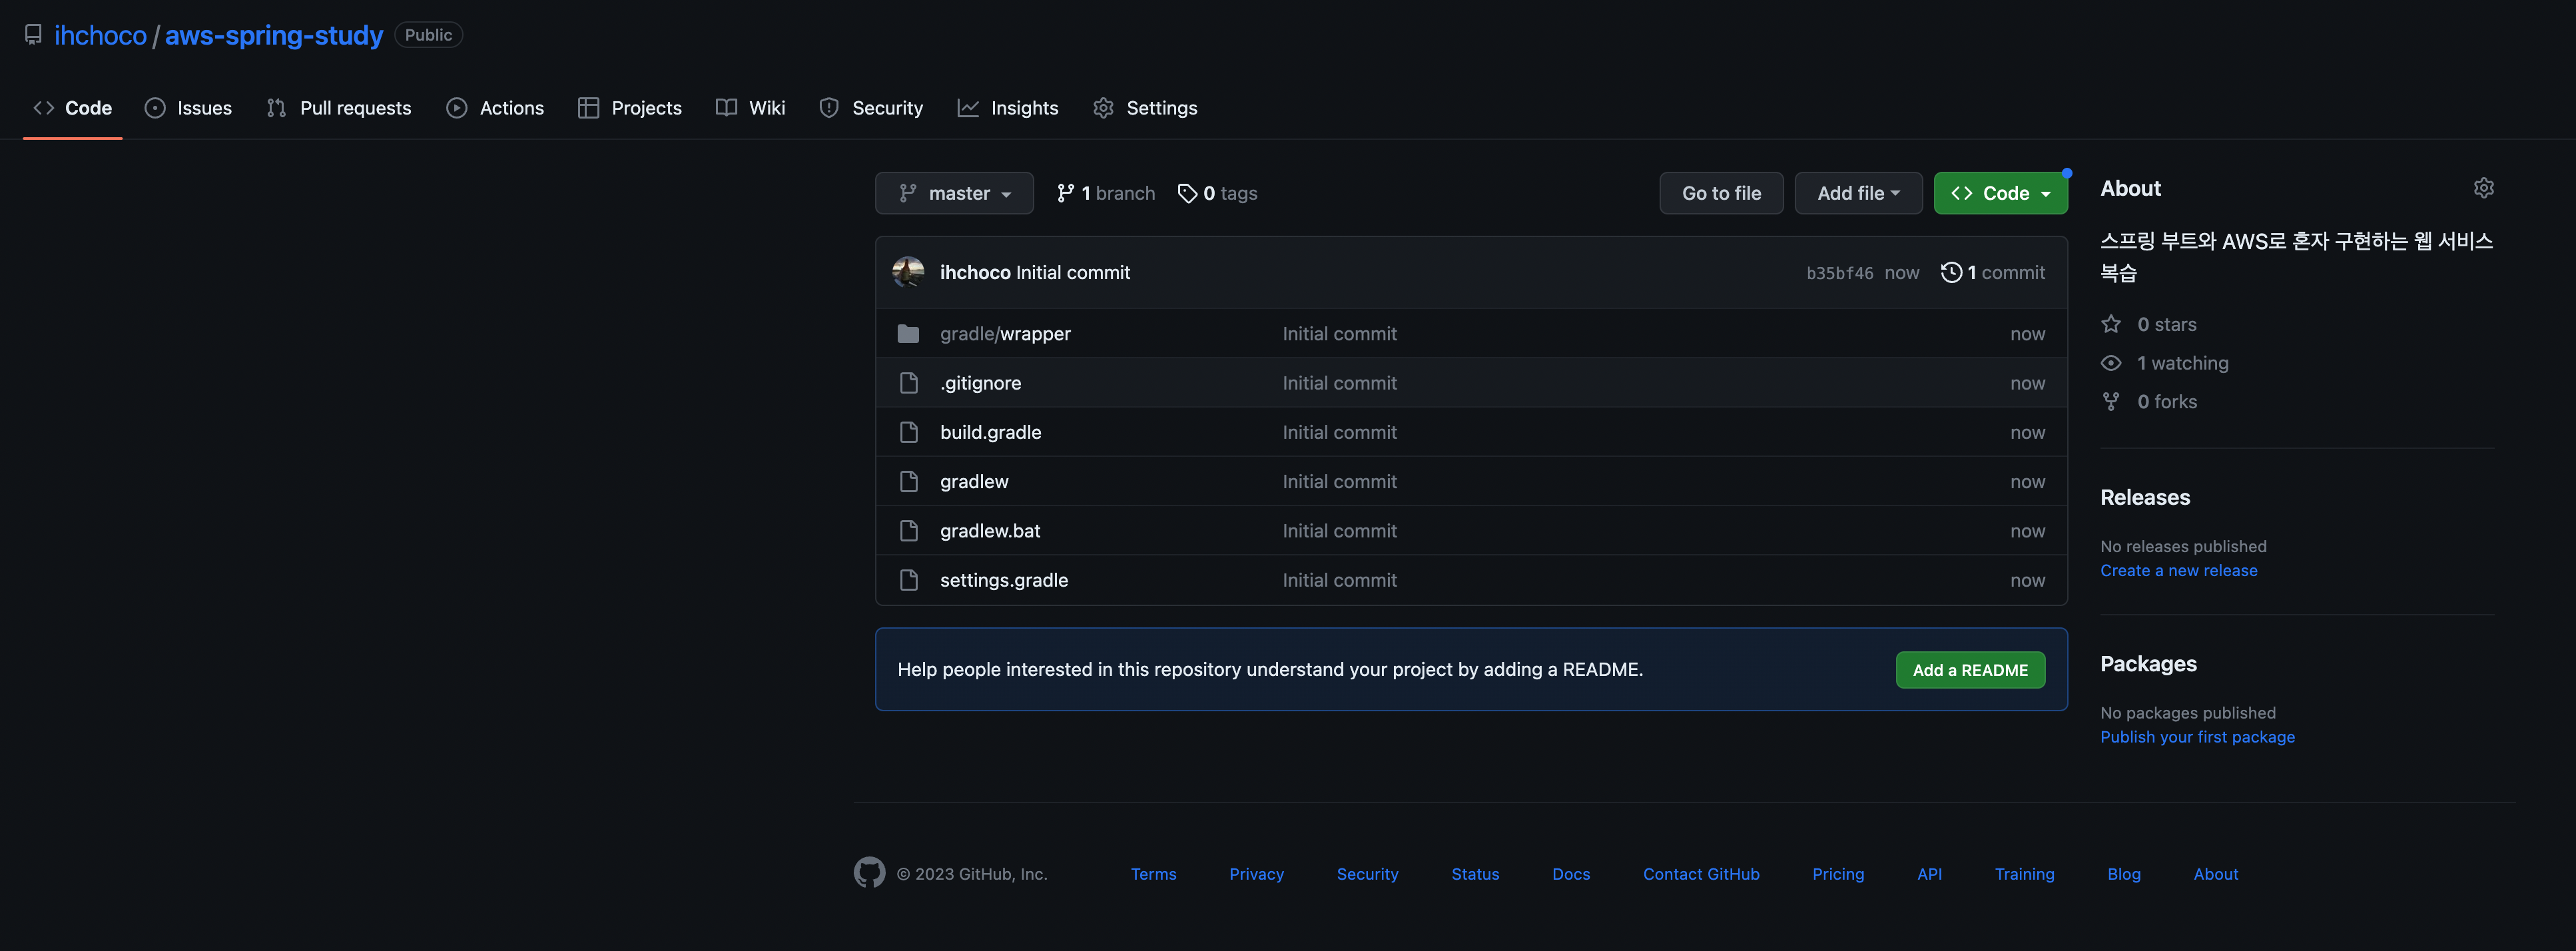 ihchoco / aws-spring-study Public
Code Issues Pull requests Actions Projects Wiki Security Insights Settings
master 1 branch 0 tags Go to file Add file Code
ihchoco Initial commit b35bf46 now 1 commit
gradle/wrapper Initial commit now
.gitignore Initial commit now
build.gradle Initial commit now
gradlew Initial commit now
gradlew.bat Initial commit now
settings.gradle Initial commit now
Help people interested in this repository understand your project by adding a README. Add a README
About
스프링 부트와 AWS로 혼자 구현하는 웹 서비스
복습
0 stars
1 watching
0 forks
Releases
No releases published
Create a new release
Packages
No packages published
Publish your first package
© 2023 GitHub, Inc. Terms Privacy Security Status Docs Contact GitHub Pricing API Training Blog About